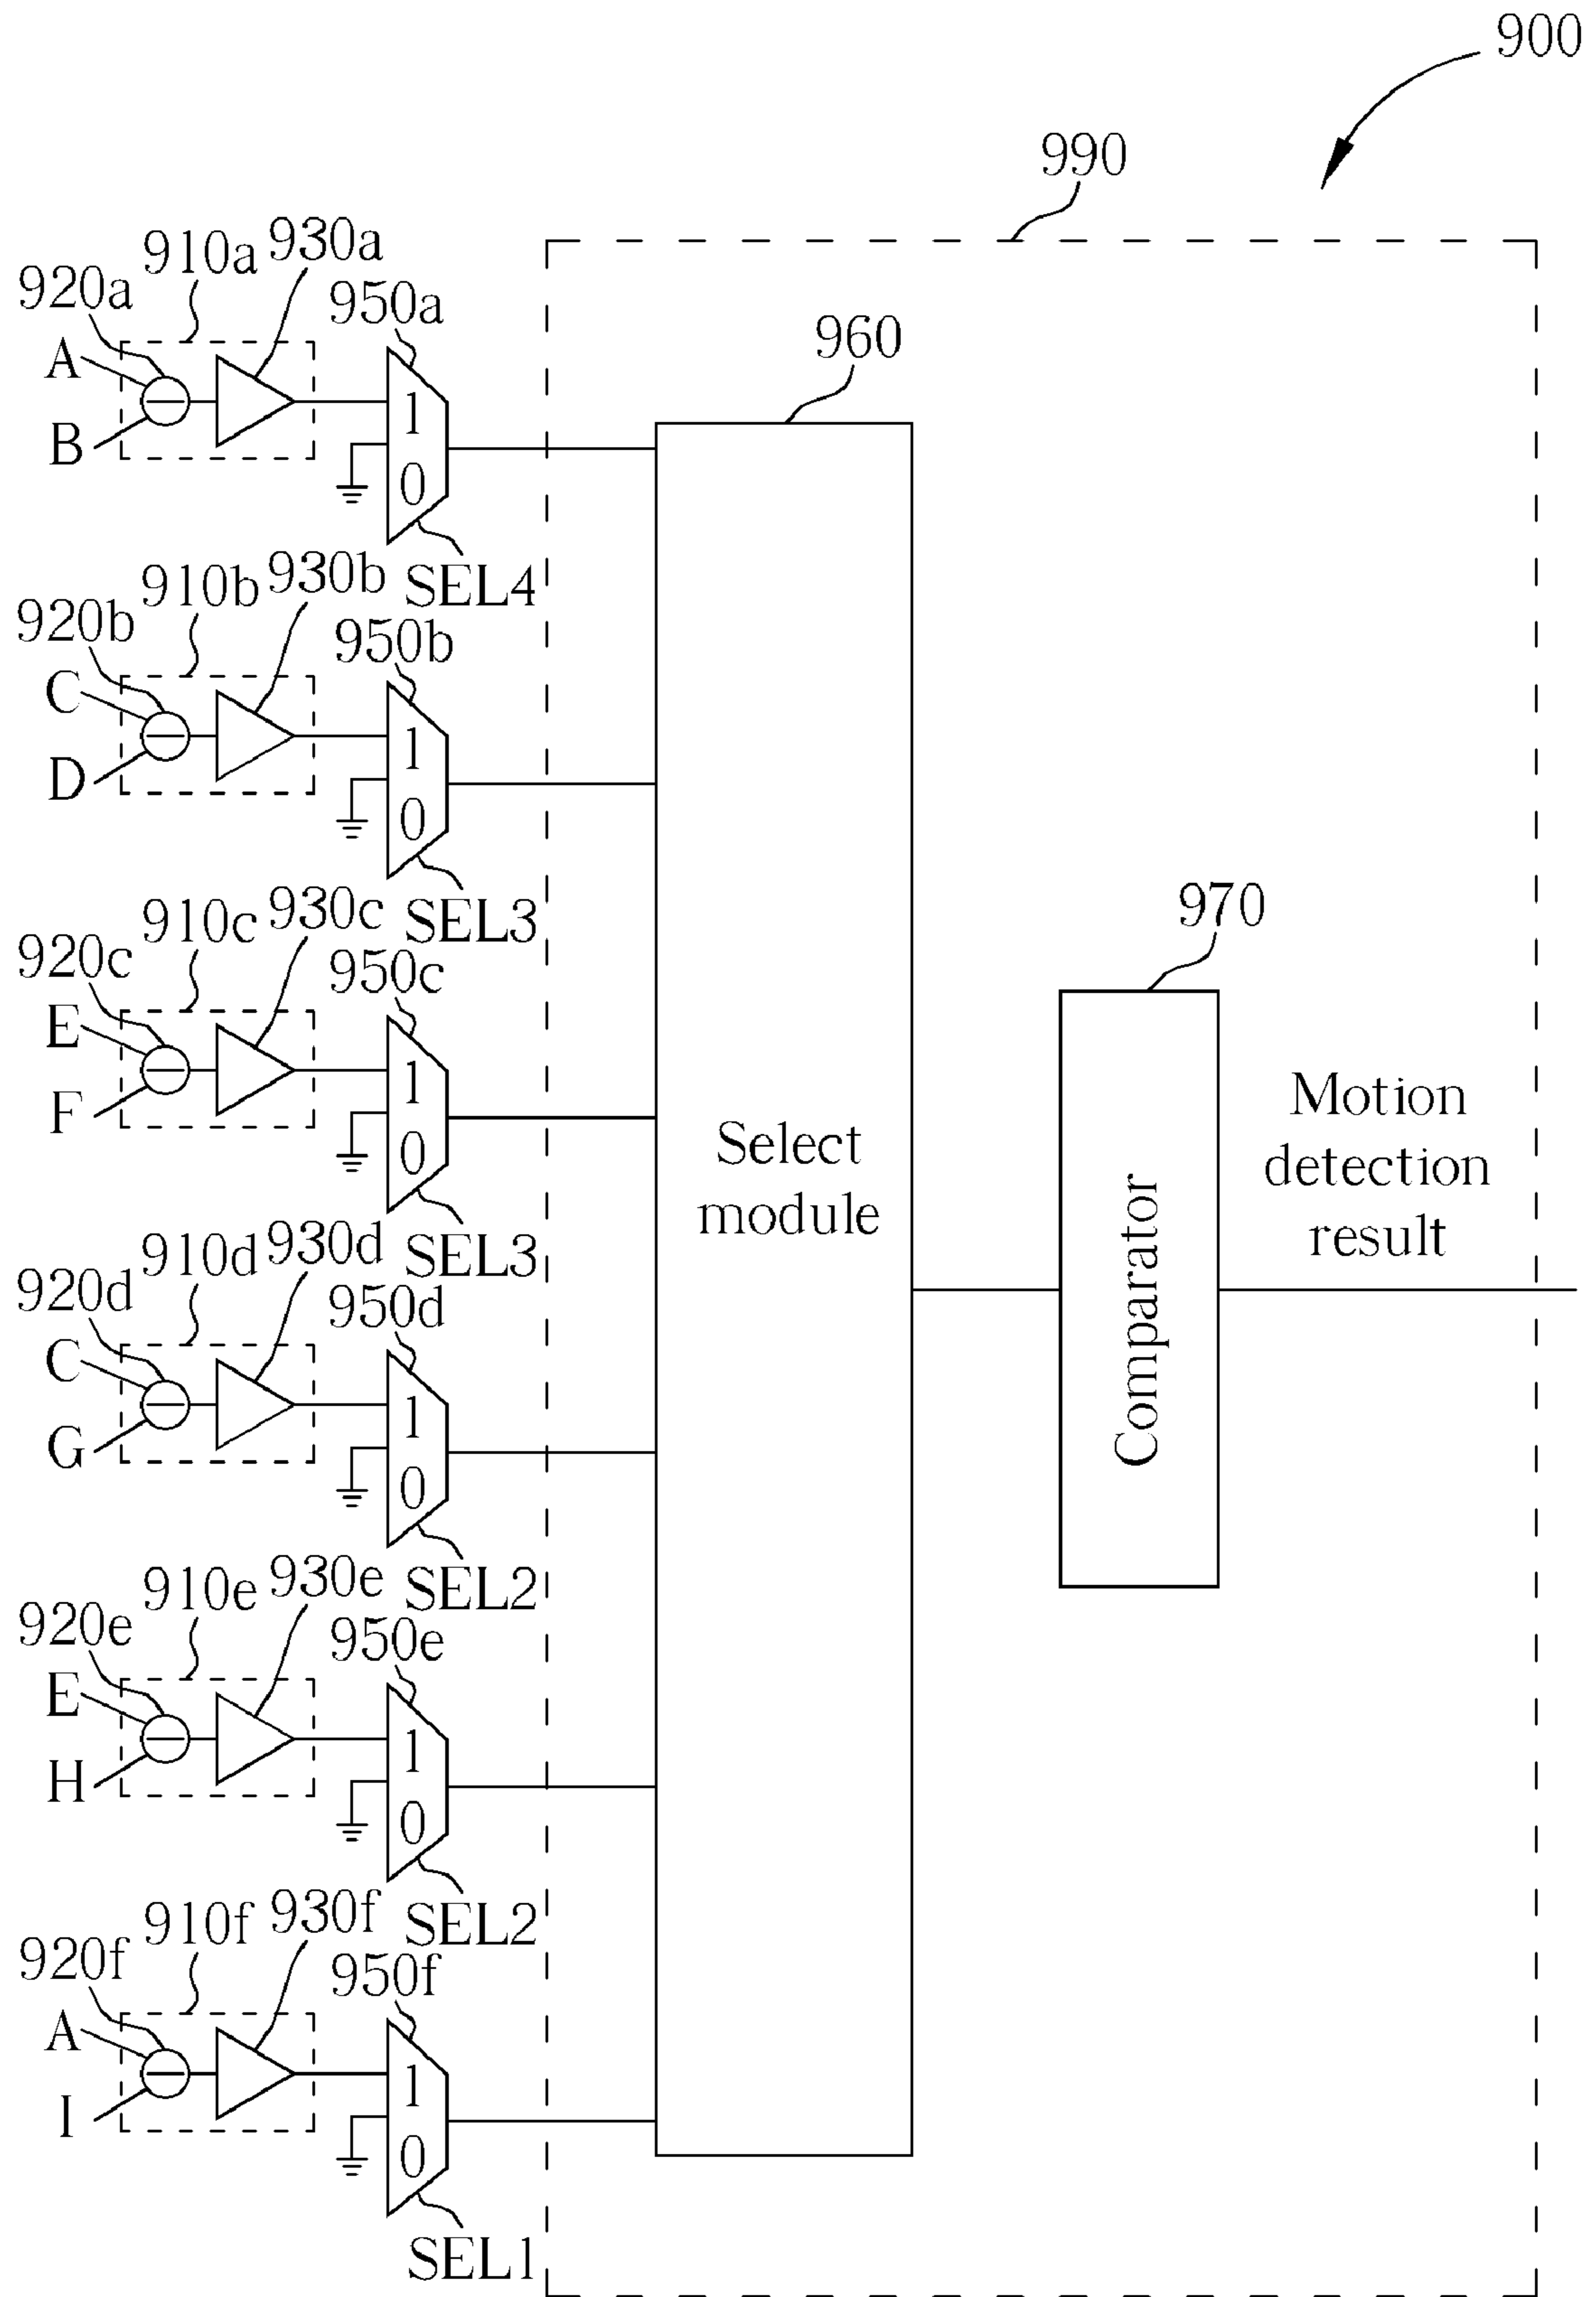 900
990
910a
930a
920a
950a
A
B
1
0
960
SEL4
910b
930b
920b
950b
C
D
1
0
SEL3
910c
930c
920c
950c
E
F
1
0
SEL3
970
Select
module
Comparator
Motion
detection
result
910d
930d
920d
950d
C
G
1
0
SEL2
910e
930e
920e
950e
E
H
1
0
SEL2
910f
930f
920f
950f
A
I
1
0
SEL1